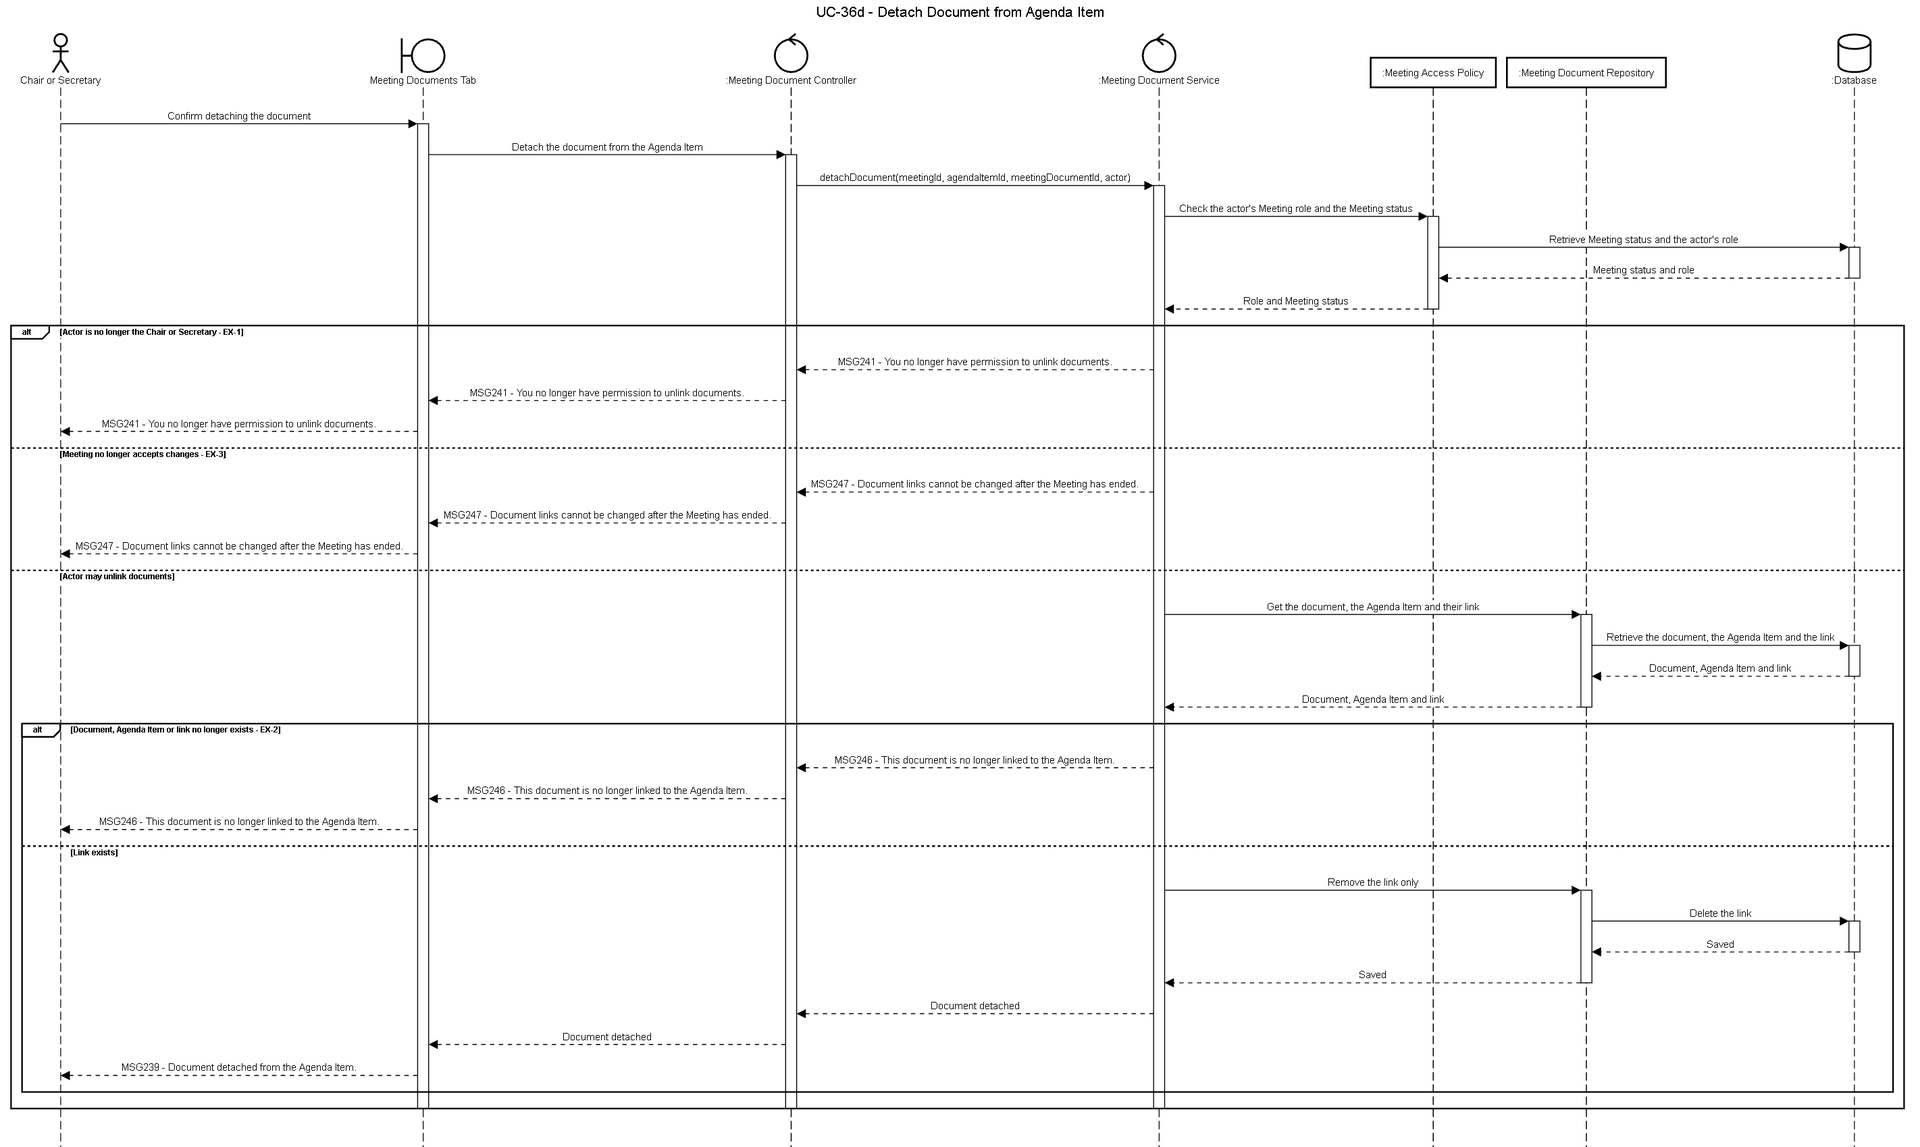 UC-36d - Detach Document from Agenda Item
Chair or Secretary
Meeting Documents Tab
:Meeting Document Controller
:Meeting Document Service
:Meeting Access Policy
:Meeting Document Repository
:Database
Confirm detaching the document
Detach the document from the Agenda Item
detachDocument(meetingId, agendaItemId, meetingDocumentId, actor)
Check the actor's Meeting role and the Meeting status
Retrieve Meeting status and the actor's role
Meeting status and role
Role and Meeting status
alt
[Actor is no longer the Chair or Secretary - EX-1]
MSG241 - You no longer have permission to unlink documents.
MSG241 - You no longer have permission to unlink documents.
MSG241 - You no longer have permission to unlink documents.
[Meeting no longer accepts changes - EX-3]
MSG247 - Document links cannot be changed after the Meeting has ended.
MSG247 - Document links cannot be changed after the Meeting has ended.
MSG247 - Document links cannot be changed after the Meeting has ended.
[Actor may unlink documents]
Get the document, the Agenda Item and their link
Retrieve the document, the Agenda Item and the link
Document, Agenda Item and link
Document, Agenda Item and link
alt
[Document, Agenda Item or link no longer exists - EX-2]
MSG246 - This document is no longer linked to the Agenda Item.
MSG246 - This document is no longer linked to the Agenda Item.
MSG246 - This document is no longer linked to the Agenda Item.
[Link exists]
Remove the link only
Delete the link
Saved
Saved
Document detached
Document detached
MSG239 - Document detached from the Agenda Item.